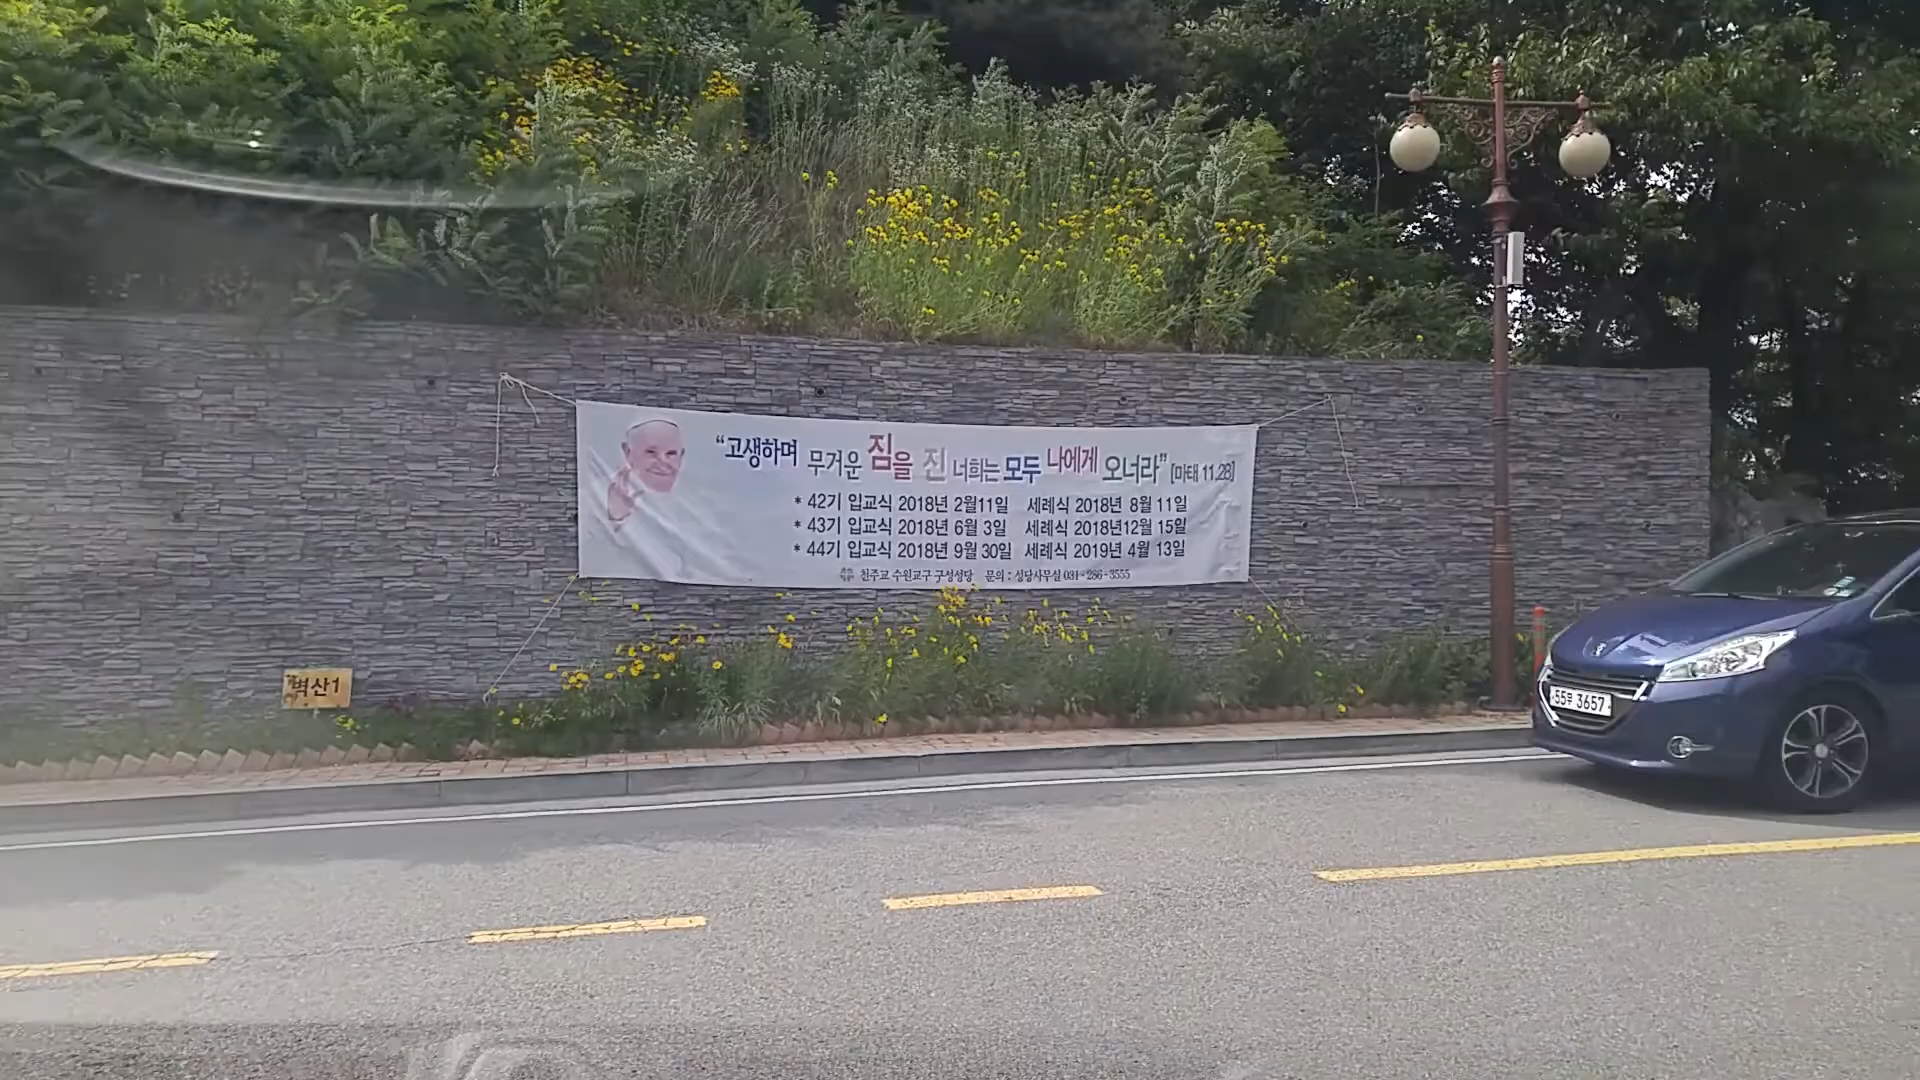 “고생하며 무거운 짐을 진 너희는 모두 나에게 오너라” [마태 11,28]
* 42기 입교식 2018년 2월11일 세례식 2018년 8월 11일
* 43기 입교식 2018년 6월 3일 세례식 2018년12월 15일
* 44기 입교식 2018년 9월 30일 세례식 2019년 4월 13일
천주교 수원교구 구성성당 문의 : 성당사무실 031-286-3555
벽산1
55무 3657